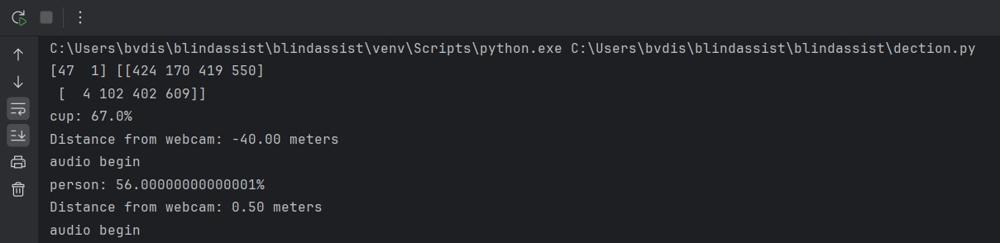 C:\Users\bvdis\blindassist\blindassist\venv\Scripts\python.exe C:\Users\bvdis\blindassist\blindassist\dection.py
[47  1] [[424 170 419 550]
 [  4 102 402 609]]
cup: 67.0%
Distance from webcam: -40.00 meters
audio begin
person: 56.00000000000001%
Distance from webcam: 0.50 meters
audio begin